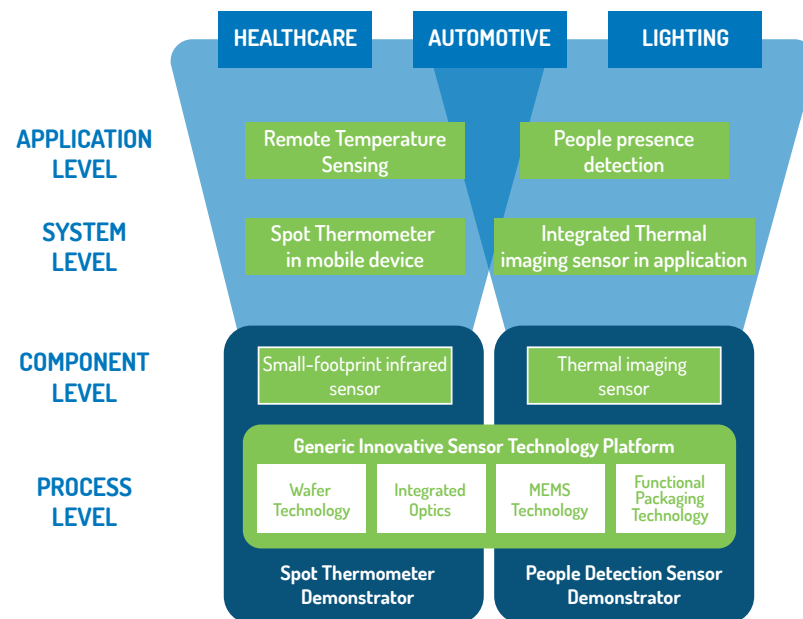 HEALTHCARE
AUTOMOTIVE
LIGHTING
APPLICATION
LEVEL
Remote Temperature
Sensing
People presence
detection
SYSTEM
LEVEL
Spot Thermometer
in mobile device
Integrated Thermal
imaging sensor in application
COMPONENT
LEVEL
Small-footprint infrared
sensor
Thermal imaging
sensor
PROCESS
LEVEL
Generic Innovative Sensor Technology Platform
Wafer
Technology
Integrated
Optics
MEMS
Technology
Functional
Packaging
Technology
Spot Thermometer
Demonstrator
People Detection Sensor
Demonstrator